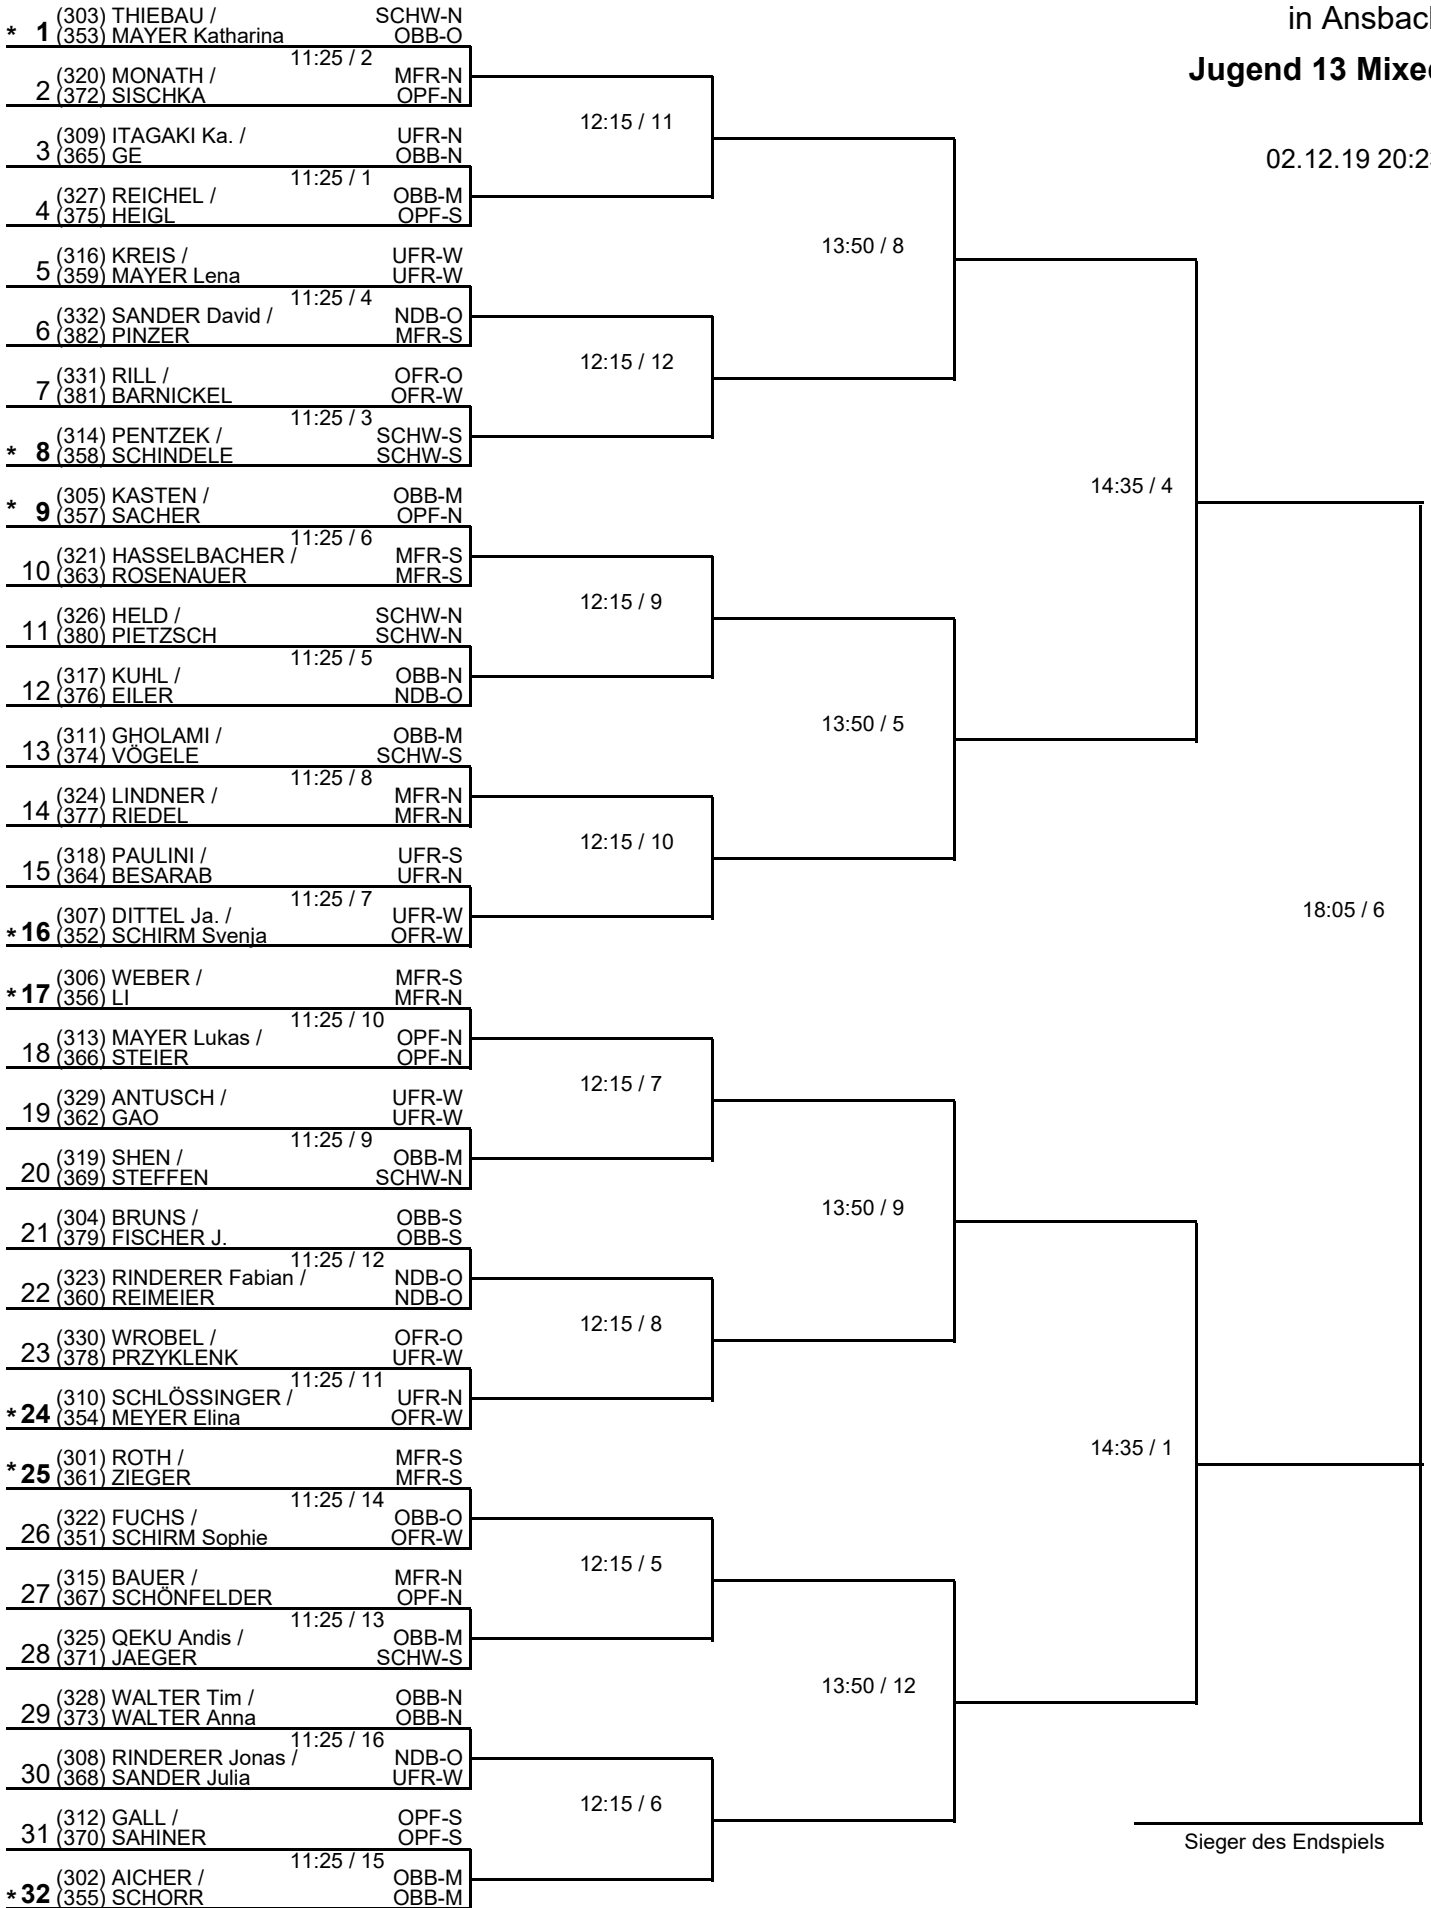 in Ansbach
Jugend 13 Mixed
02.12.19 20:23
(303) THIEBAU / SCHW-N
* 1 (353) MAYER Katharina OBB-O
11:25 / 2
(320) MONATH / MFR-N
2 (372) SISCHKA OPF-N
12:15 / 11
(309) ITAGAKI Ka. / UFR-N
3 (365) GE OBB-N
11:25 / 1
(327) REICHEL / OBB-M
4 (375) HEIGL OPF-S
13:50 / 8
(316) KREIS / UFR-W
5 (359) MAYER Lena UFR-W
11:25 / 4
(332) SANDER David / NDB-O
6 (382) PINZER MFR-S
12:15 / 12
(331) RILL / OFR-O
7 (381) BARNICKEL OFR-W
11:25 / 3
(314) PENTZEK / SCHW-S
* 8 (358) SCHINDELE SCHW-S
14:35 / 4
(305) KASTEN / OBB-M
* 9 (357) SACHER OPF-N
11:25 / 6
(321) HASSELBACHER / MFR-S
10 (363) ROSENAUER MFR-S
12:15 / 9
(326) HELD / SCHW-N
11 (380) PIETZSCH SCHW-N
11:25 / 5
(317) KUHL / OBB-N
12 (376) EILER NDB-O
13:50 / 5
(311) GHOLAMI / OBB-M
13 (374) VÖGELE SCHW-S
11:25 / 8
(324) LINDNER / MFR-N
14 (377) RIEDEL MFR-N
12:15 / 10
(318) PAULINI / UFR-S
15 (364) BESARAB UFR-N
11:25 / 7
(307) DITTEL Ja. / UFR-W
* 16 (352) SCHIRM Svenja OFR-W
18:05 / 6
(306) WEBER / MFR-S
* 17 (356) LI MFR-N
11:25 / 10
(313) MAYER Lukas / OPF-N
18 (366) STEIER OPF-N
12:15 / 7
(329) ANTUSCH / UFR-W
19 (362) GAO UFR-W
11:25 / 9
(319) SHEN / OBB-M
20 (369) STEFFEN SCHW-N
13:50 / 9
(304) BRUNS / OBB-S
21 (379) FISCHER J. OBB-S
11:25 / 12
(323) RINDERER Fabian / NDB-O
22 (360) REIMEIER NDB-O
12:15 / 8
(330) WROBEL / OFR-O
23 (378) PRZYKLENK UFR-W
11:25 / 11
(310) SCHLÖSSINGER / UFR-N
* 24 (354) MEYER Elina OFR-W
14:35 / 1
(301) ROTH / MFR-S
* 25 (361) ZIEGER MFR-S
11:25 / 14
(322) FUCHS / OBB-O
26 (351) SCHIRM Sophie OFR-W
12:15 / 5
(315) BAUER / MFR-N
27 (367) SCHÖNFELDER OPF-N
11:25 / 13
(325) QEKU Andis / OBB-M
28 (371) JAEGER SCHW-S
13:50 / 12
(328) WALTER Tim / OBB-N
29 (373) WALTER Anna OBB-N
11:25 / 16
(308) RINDERER Jonas / NDB-O
30 (368) SANDER Julia UFR-W
12:15 / 6
(312) GALL / OPF-S
31 (370) SAHINER OPF-S
Sieger des Endspiels
11:25 / 15
(302) AICHER / OBB-M
* 32 (355) SCHORR OBB-M